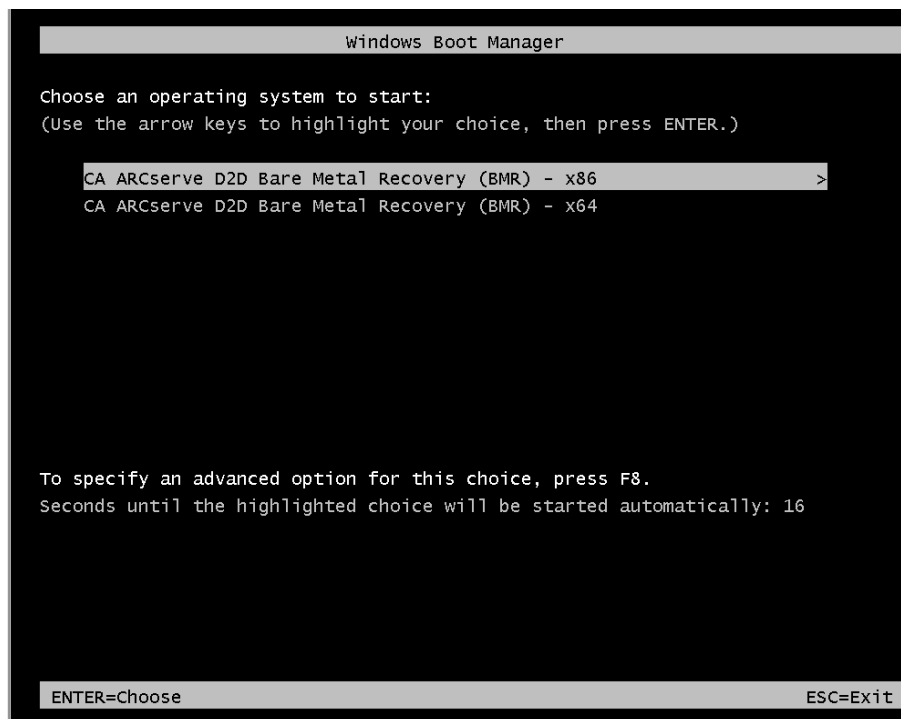 Windows Boot Manager
Choose an operating system to start:
(Use the arrow keys to highlight your choice, then press ENTER.)
CA ARCserve D2D Bare Metal Recovery (BMR) - x86 >
CA ARCserve D2D Bare Metal Recovery (BMR) - x64
To specify an advanced option for this choice, press F8.
Seconds until the highlighted choice will be started automatically: 16
ENTER=Choose ESC=Exit